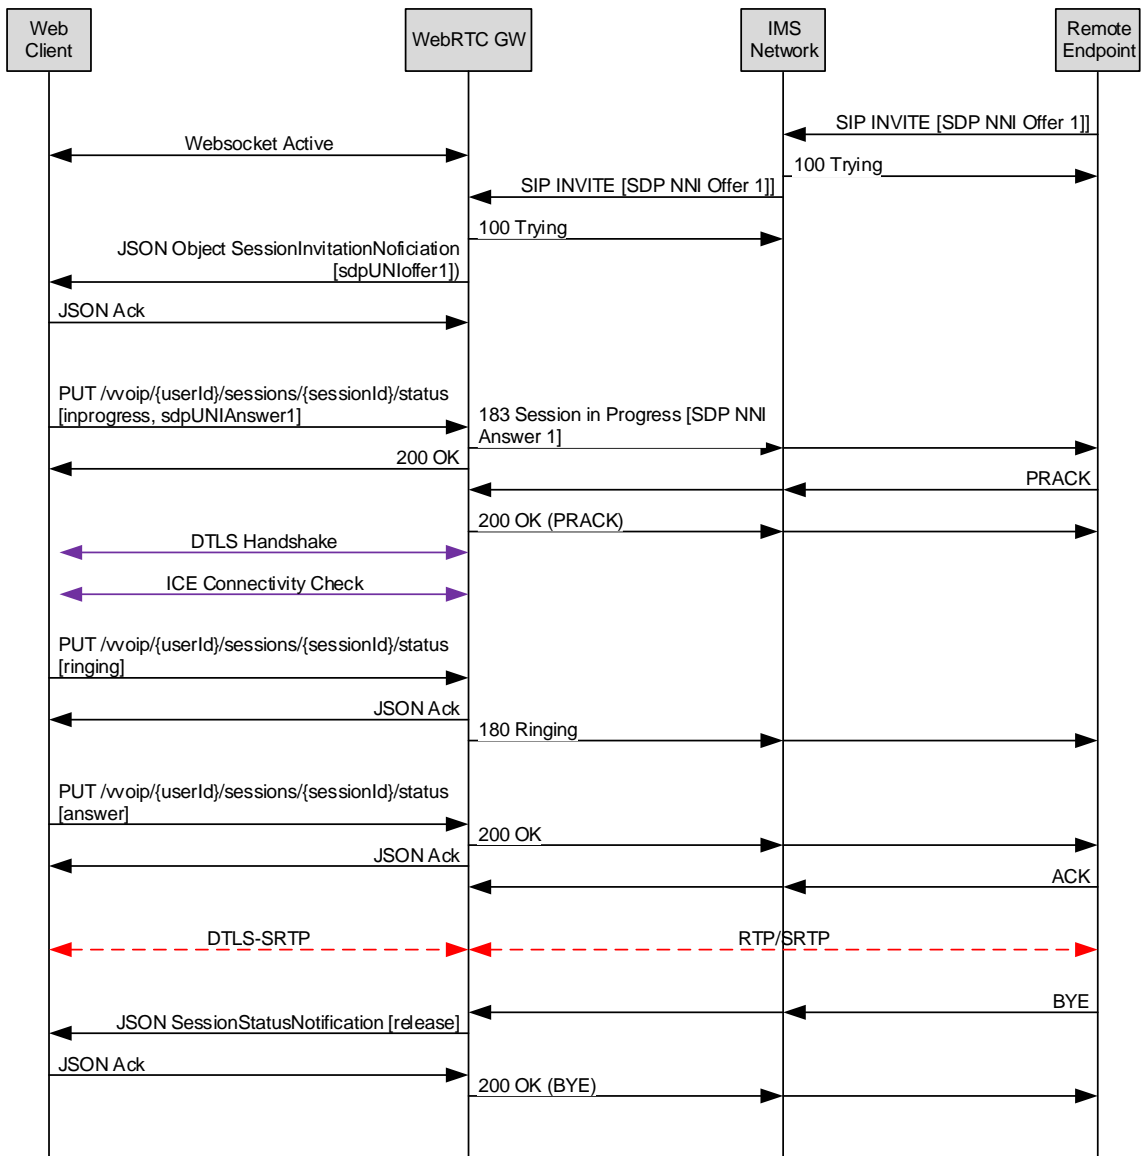 Web
Client
WebRTC GW
IMS
Network
Remote
Endpoint
SIP INVITE [SDP NNI Offer 1]]
Websocket Active
100 Trying
SIP INVITE [SDP NNI Offer 1]]
100 Trying
JSON Object SessionInvitationNoficiation
[sdpUNIoffer1])
JSON Ack
PUT /vvoip/{userId}/sessions/{sessionId}/status
[inprogress, sdpUNIAnswer1]
183 Session in Progress [SDP NNI
Answer 1]
200 OK
PRACK
200 OK (PRACK)
DTLS Handshake
ICE Connectivity Check
PUT /vvoip/{userId}/sessions/{sessionId}/status
[ringing]
JSON Ack
180 Ringing
PUT /vvoip/{userId}/sessions/{sessionId}/status
[answer]
200 OK
JSON Ack
ACK
DTLS-SRTP
RTP/SRTP
BYE
JSON SessionStatusNotification [release]
JSON Ack
200 OK (BYE)